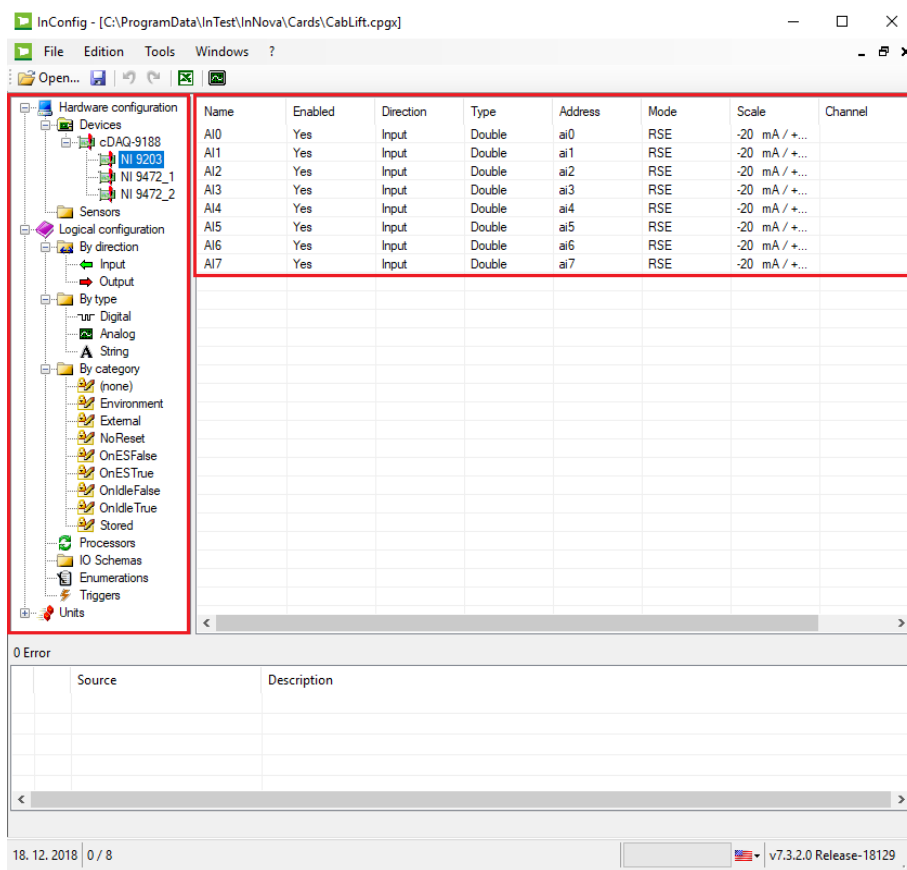 InConfig - [C:\ProgramData\InTest\InNova\Cards\CabLift.cpgx]
File Edition Tools Windows ?
Open...
Hardware configuration
Devices
cDAQ-9188
NI 9203
NI 9472_1
NI 9472_2
Sensors
Logical configuration
By direction
Input
Output
By type
Digital
Analog
String
By category
(none)
Environment
External
NoReset
OnESFalse
OnESTrue
OnIdleFalse
OnIdleTrue
Stored
Processors
IO Schemas
Enumerations
Triggers
Units
Name Enabled Direction Type Address Mode Scale Channel
AI0 Yes Input Double ai0 RSE -20 mA / +...
AI1 Yes Input Double ai1 RSE -20 mA / +...
AI2 Yes Input Double ai2 RSE -20 mA / +...
AI3 Yes Input Double ai3 RSE -20 mA / +...
AI4 Yes Input Double ai4 RSE -20 mA / +...
AI5 Yes Input Double ai5 RSE -20 mA / +...
AI6 Yes Input Double ai6 RSE -20 mA / +...
AI7 Yes Input Double ai7 RSE -20 mA / +...
0 Error
Source Description
18. 12. 2018 0 / 8 v7.3.2.0 Release-18129